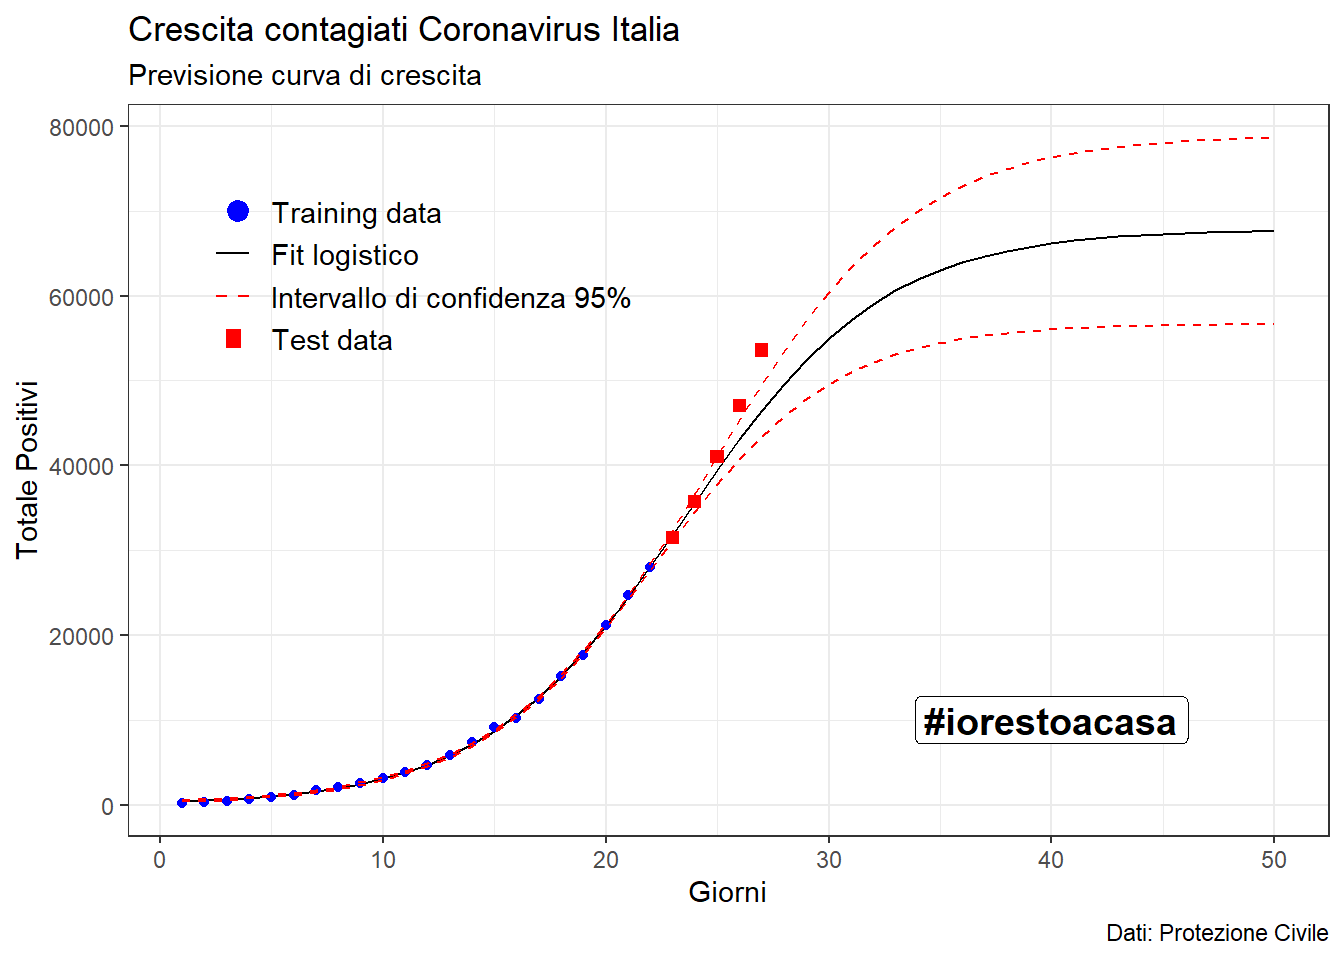 Crescita contagiati Coronavirus Italia
Previsione curva di crescita
Totale Positivi
80000
60000
40000
20000
0
Training data
Fit logistico
Intervallo di confidenza 95%
Test data
#iorestoacasa
0 10 20 30 40 50
Giorni
Dati: Protezione Civile